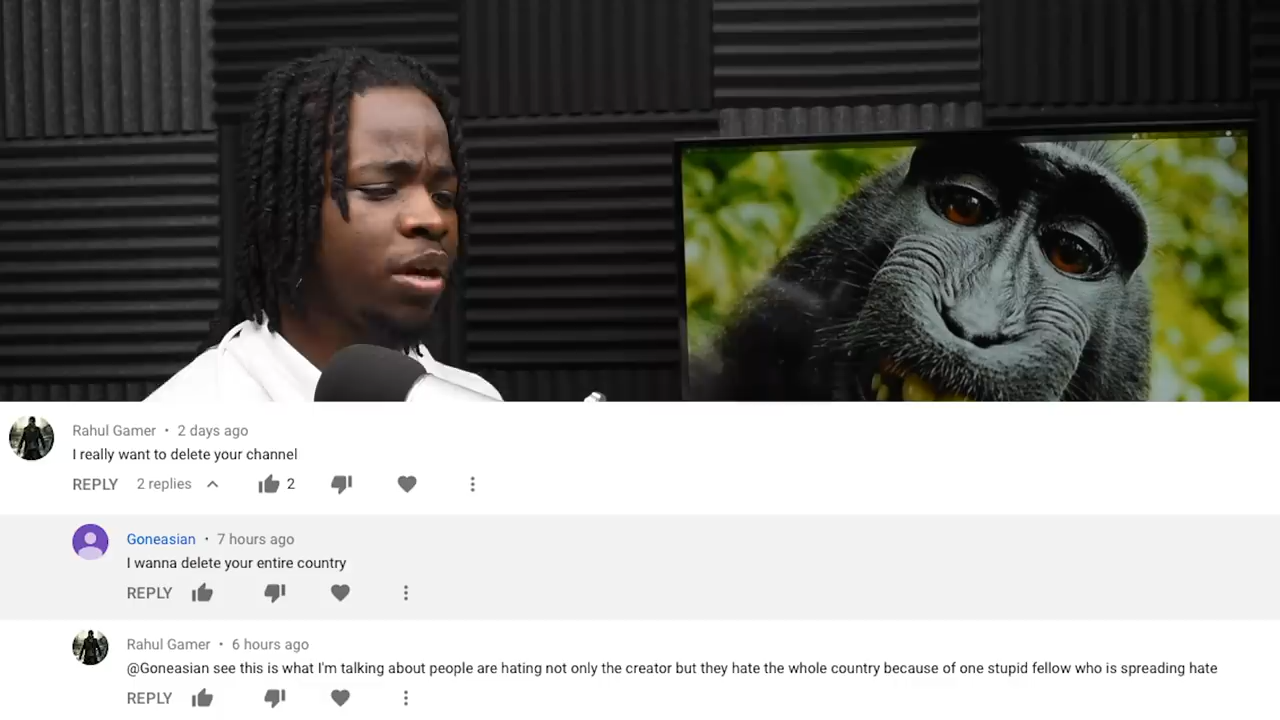 Rahul Gamer • 2 days ago
I really want to delete your channel
REPLY 2 replies 2
Goneasian • 7 hours ago
I wanna delete your entire country
REPLY
Rahul Gamer • 6 hours ago
@Goneasian see this is what I'm talking about people are hating not only the creator but they hate the whole country because of one stupid fellow who is spreading hate
REPLY